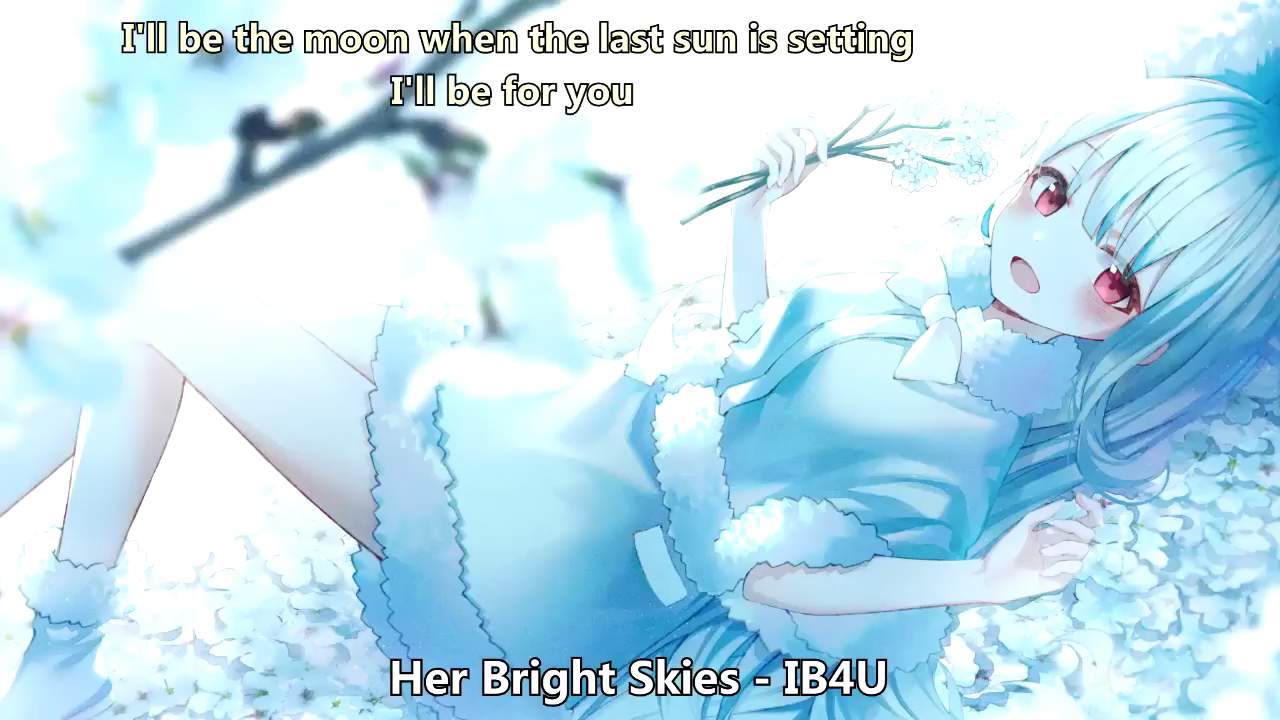 I'll be the moon when the last sun is setting
I'll be for you
Her Bright Skies - IB4U